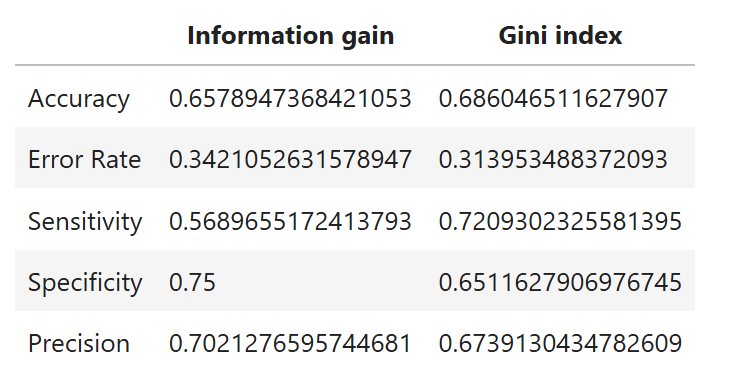 Information gain Gini index
Accuracy 0.6578947368421053 0.686046511627907
Error Rate 0.3421052631578947 0.313953488372093
Sensitivity 0.5689655172413793 0.7209302325581395
Specificity 0.75 0.6511627906976745
Precision 0.7021276595744681 0.6739130434782609